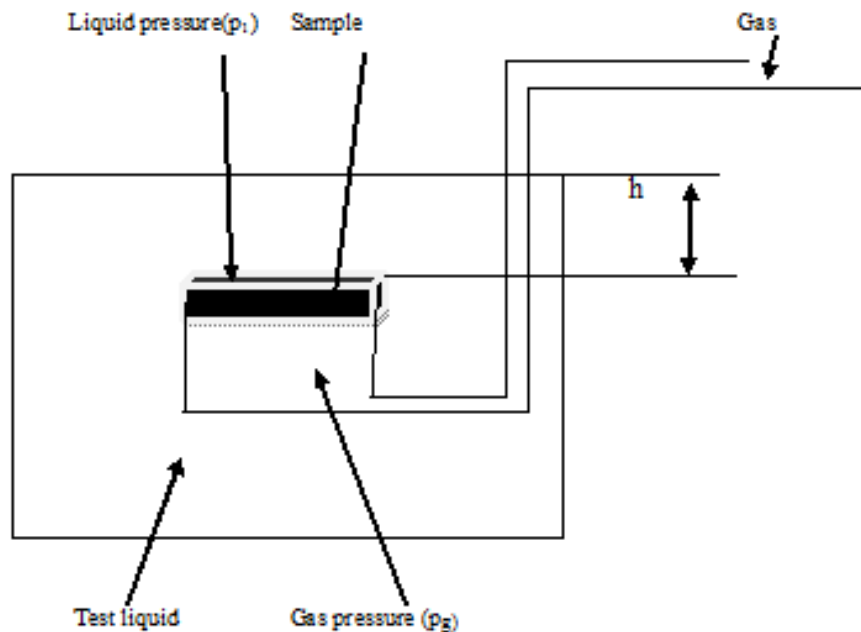 Liquid pressure(p₁) Sample Gas
h
Test liquid Gas pressure (pg)